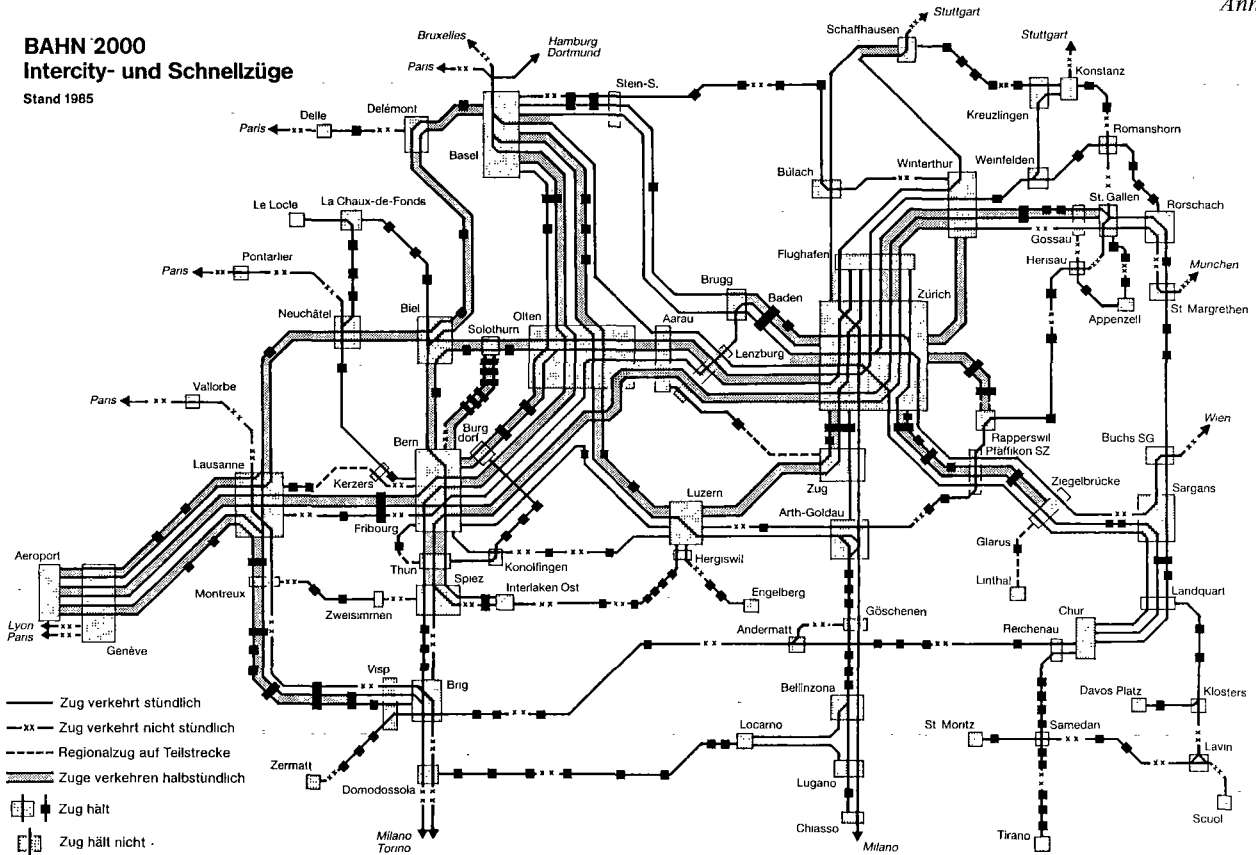 Anh
BAHN 2000
Intercity- und Schnellzüge
Stand 1985
Bruxelles
Hamburg
Dortmund
Paris
Schaffhausen
Stuttgart
Stuttgart
Konstanz
Stein-S.
Delle
Delémont
Paris
Basel
Kreuzlingen
Romanshorn
Bülach
Winterthur
Weinfelden
Le Locle
La Chaux-de-Fonds
St. Gallen
Rorschach
Gossau
Herisau
Flughafen
Paris
Pontarlier
Munchen
St Margrethen
Appenzell
Brugg
Baden
Zürich
Neuchâtel
Biel
Solothurn
Olten
Aarau
Lenzburg
Vallorbe
Paris
Burg
dorf
Bern
Rapperswil
Pfäffikon SZ
Wien
Buchs SG
Lausanne
Kerzers
Zug
Ziegelbrücke
Sargans
Luzern
Arth-Goldau
Fribourg
Glarus
Aeroport
Thun
Konolfingen
Hergiswil
Linthal
Spiez
Interlaken Ost
Montreux
Zweisimmen
Engelberg
Göschenen
Landquart
Lyon
Paris
Genève
Andermatt
Reichenau
Chur
Visp
Brig
Bellinzona
Davos Platz
Klosters
Zug verkehrt stündlich
Zug verkehrt nicht stündlich
Regionalzug auf Teilstrecke
Zuge verkehren halbstündlich
Zug hält
Zug hält nicht
Locarno
St Moritz
Samedan
Lavin
Zermatt
Domodossola
Lugano
Scuol
Chiasso
Tirano
Milano
Torino
Milano